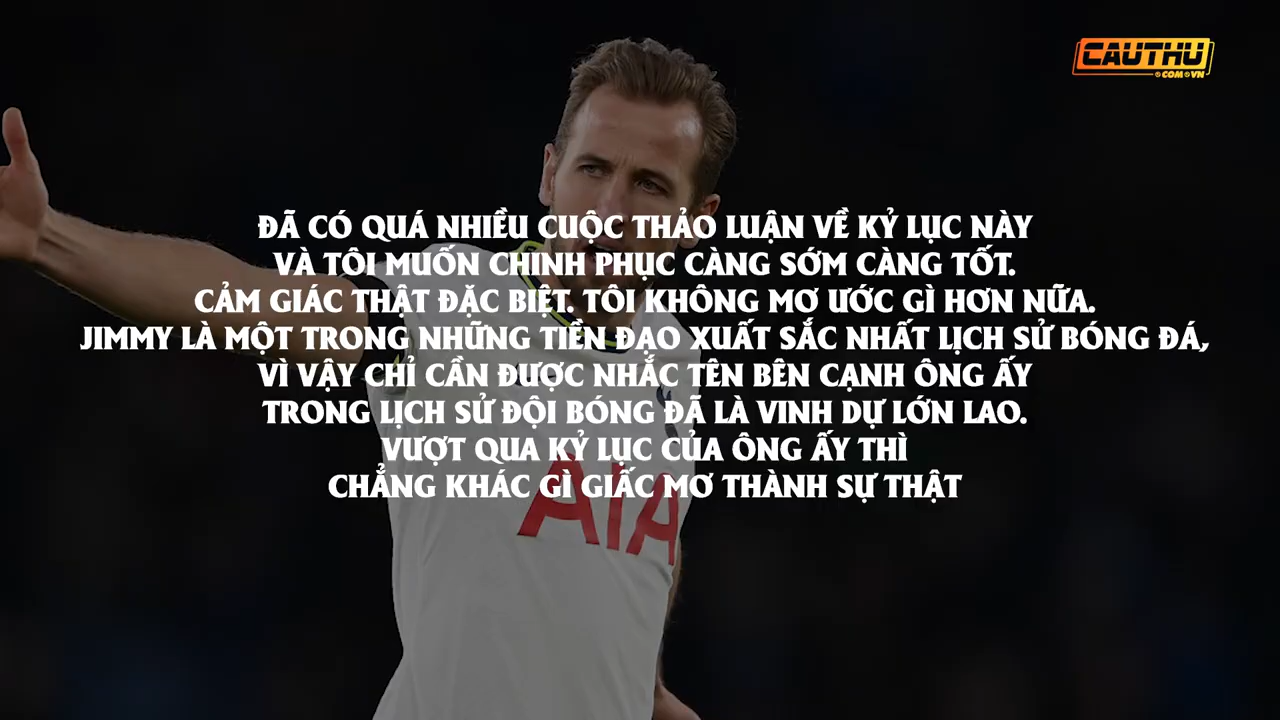 CAUTHU
COM.VN
ĐÃ CÓ QUÁ NHIỀU CUỘC THẢO LUẬN VỀ KỶ LỤC NÀY
VÀ TÔI MUỐN CHINH PHỤC CÀNG SỚM CÀNG TỐT.
CẢM GIÁC THẬT ĐẶC BIỆT. TÔI KHÔNG MƠ ƯỚC GÌ HƠN NỮA.
JIMMY LÀ MỘT TRONG NHỮNG TIỀN ĐẠO XUẤT SẮC NHẤT LỊCH SỬ BÓNG ĐÁ,
VÌ VẬY CHỈ CẦN ĐƯỢC NHẮC TÊN BÊN CẠNH ÔNG ẤY
TRONG LỊCH SỬ ĐỘI BÓNG ĐÃ LÀ VINH DỰ LỚN LAO.
VƯỢT QUA KỶ LỤC CỦA ÔNG ẤY THÌ
CHẲNG KHÁC GÌ GIẤC MƠ THÀNH SỰ THẬT
AIA